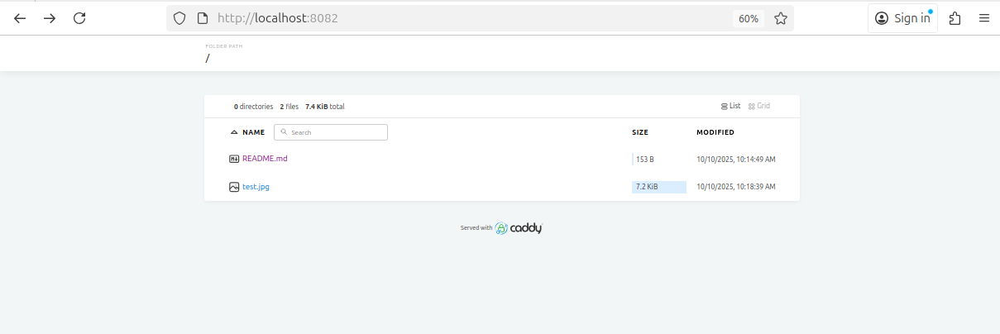 http://localhost:8082
60%
Sign in
FOLDER PATH
/
0 directories 2 files 7.4 KiB total
List
Grid
NAME
Search
SIZE
MODIFIED
README.md
153 B
10/10/2025, 10:14:49 AM
test.jpg
7.2 KiB
10/10/2025, 10:18:39 AM
Served with caddy